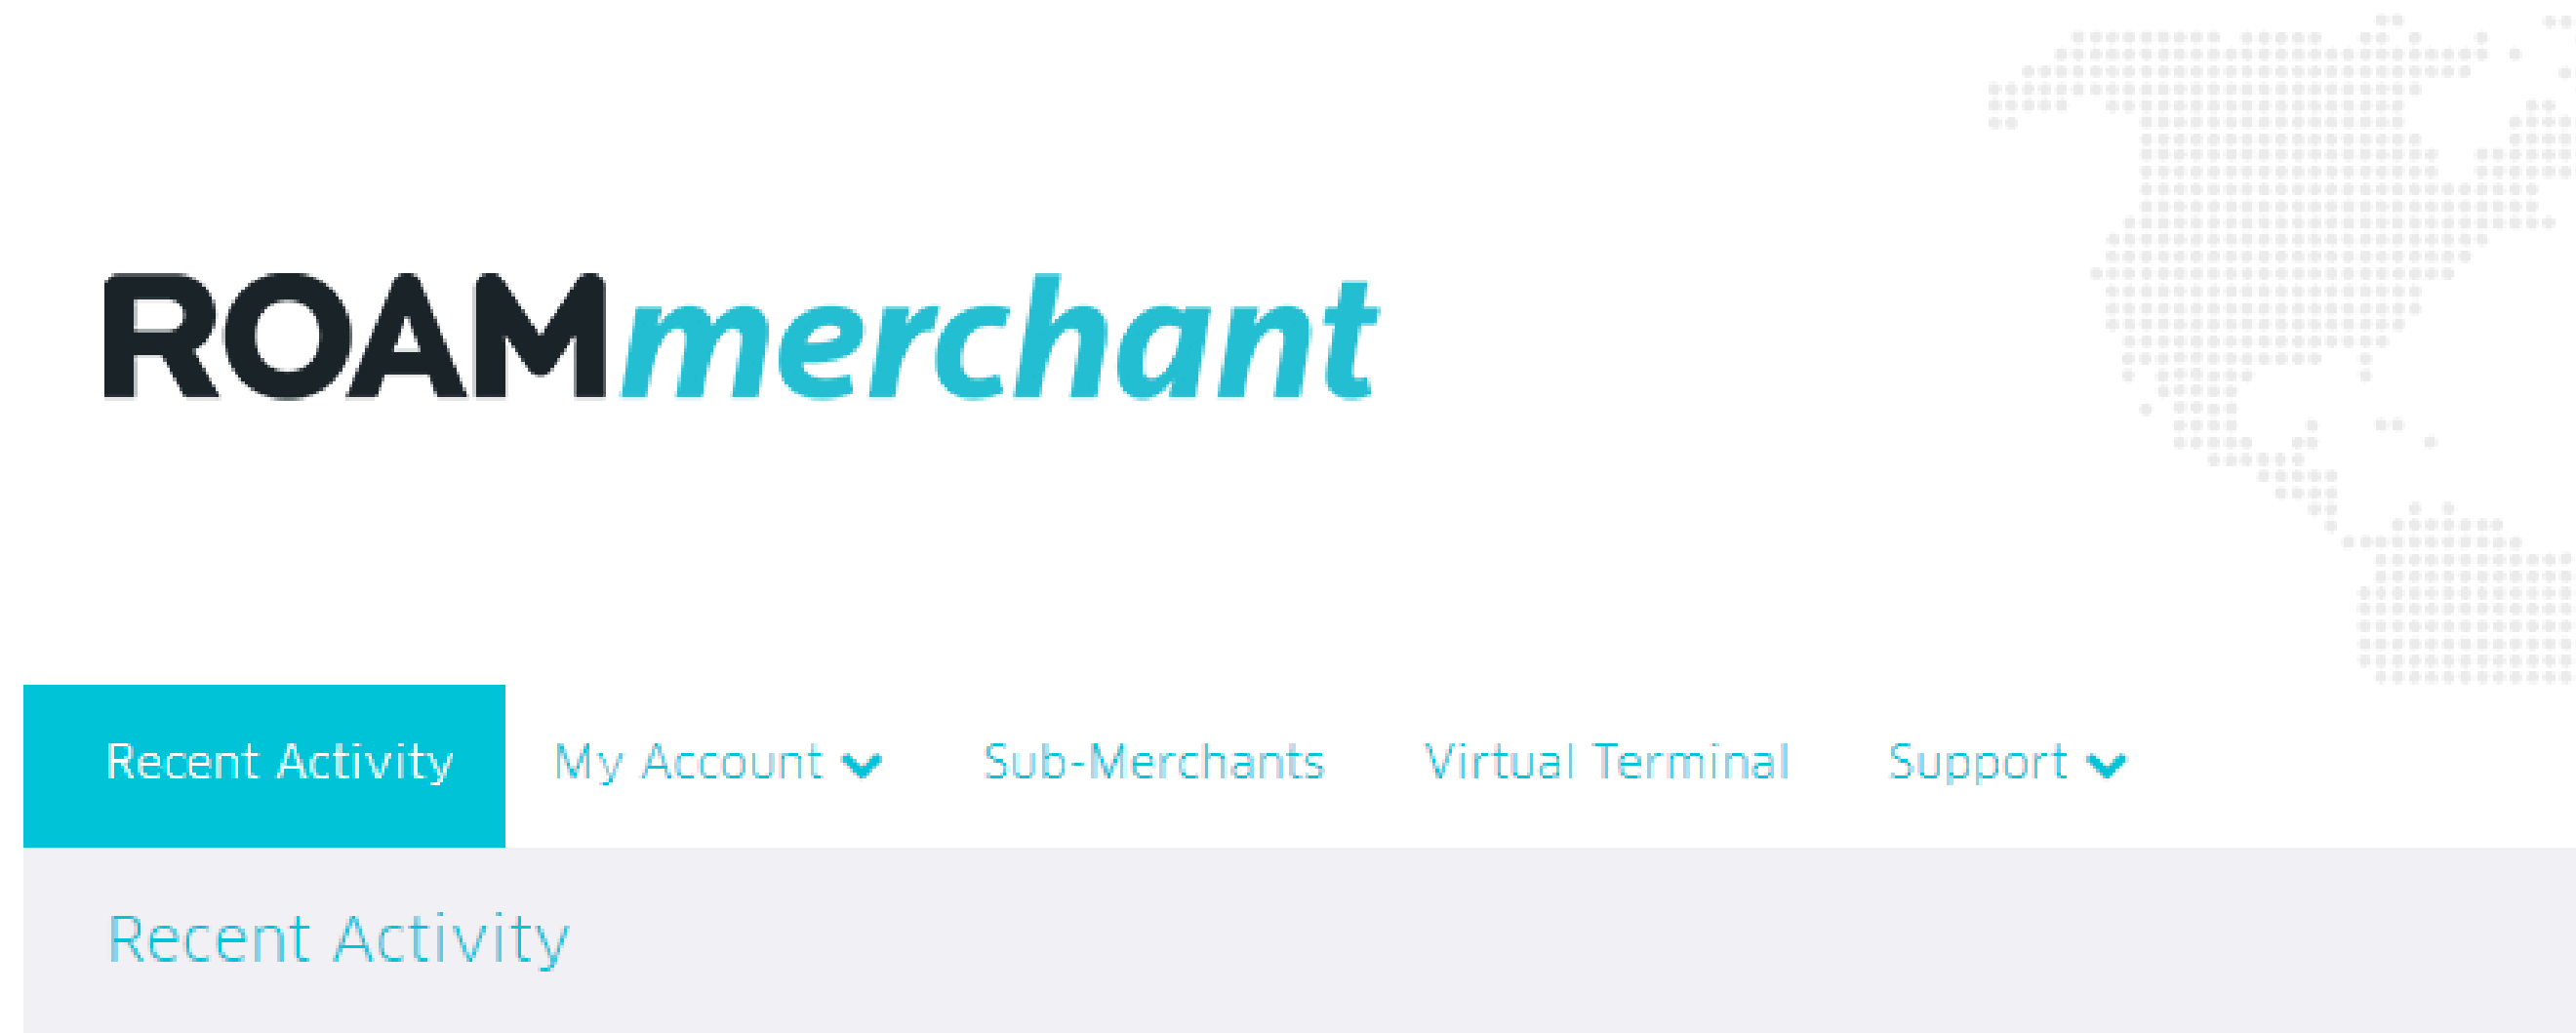 ROAMmerchant
Recent Activity My Account Sub-Merchants Virtual Terminal Support
Recent Activity